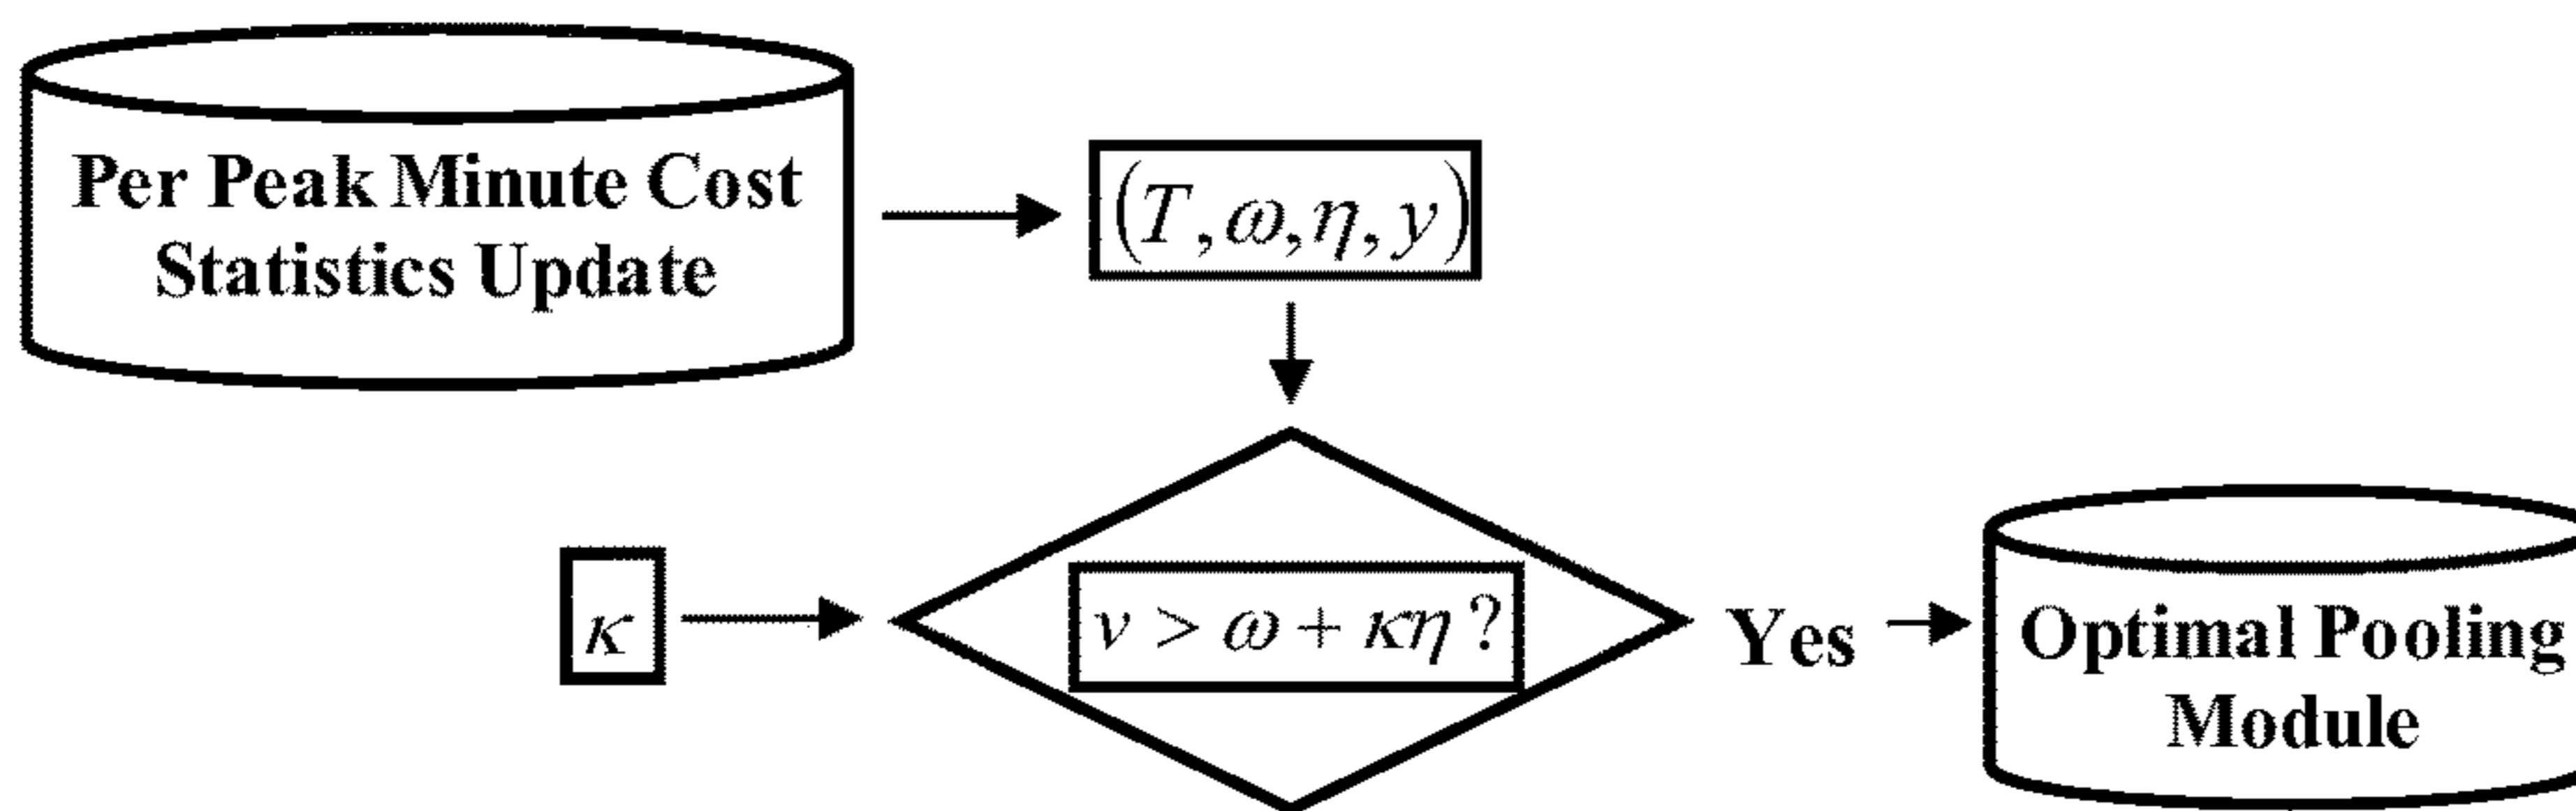 Per Peak Minute Cost
Statistics Update
(T, ω, η, y)
κ
v > ω + κη ?
Yes
Optimal Pooling
Module